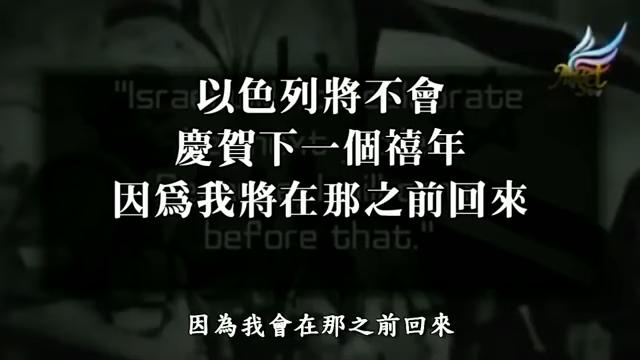 以色列將不會
慶賀下一個禧年
因爲我將在那之前回來
before that."
因為我會在那之前回來